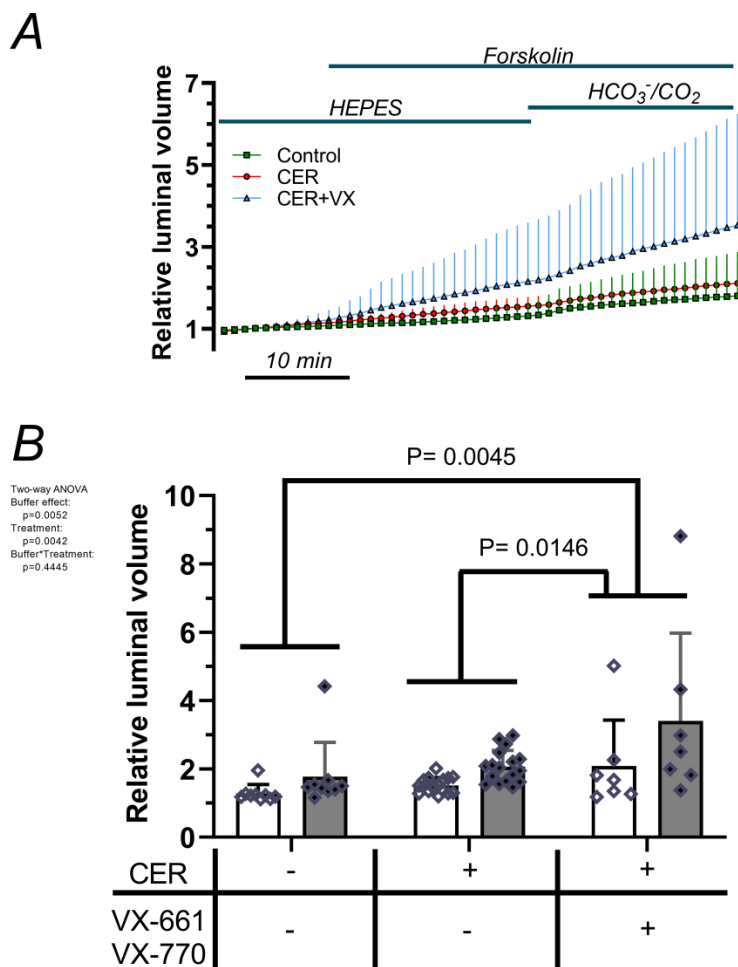 A
Forskolin
HCO₃⁻/CO₂
HEPES
Control
CER
CER+VX
Relative luminal volume
7
5
3
1
10 min
B
P= 0.0045
P= 0.0146
Two-way ANOVA
Buffer effect:
p=0.0052
Treatment:
p=0.0042
Buffer*Treatment:
p=0.4445
Relative luminal volume
10
8
6
4
2
0
CER - + +
VX-661
VX-770 - - +